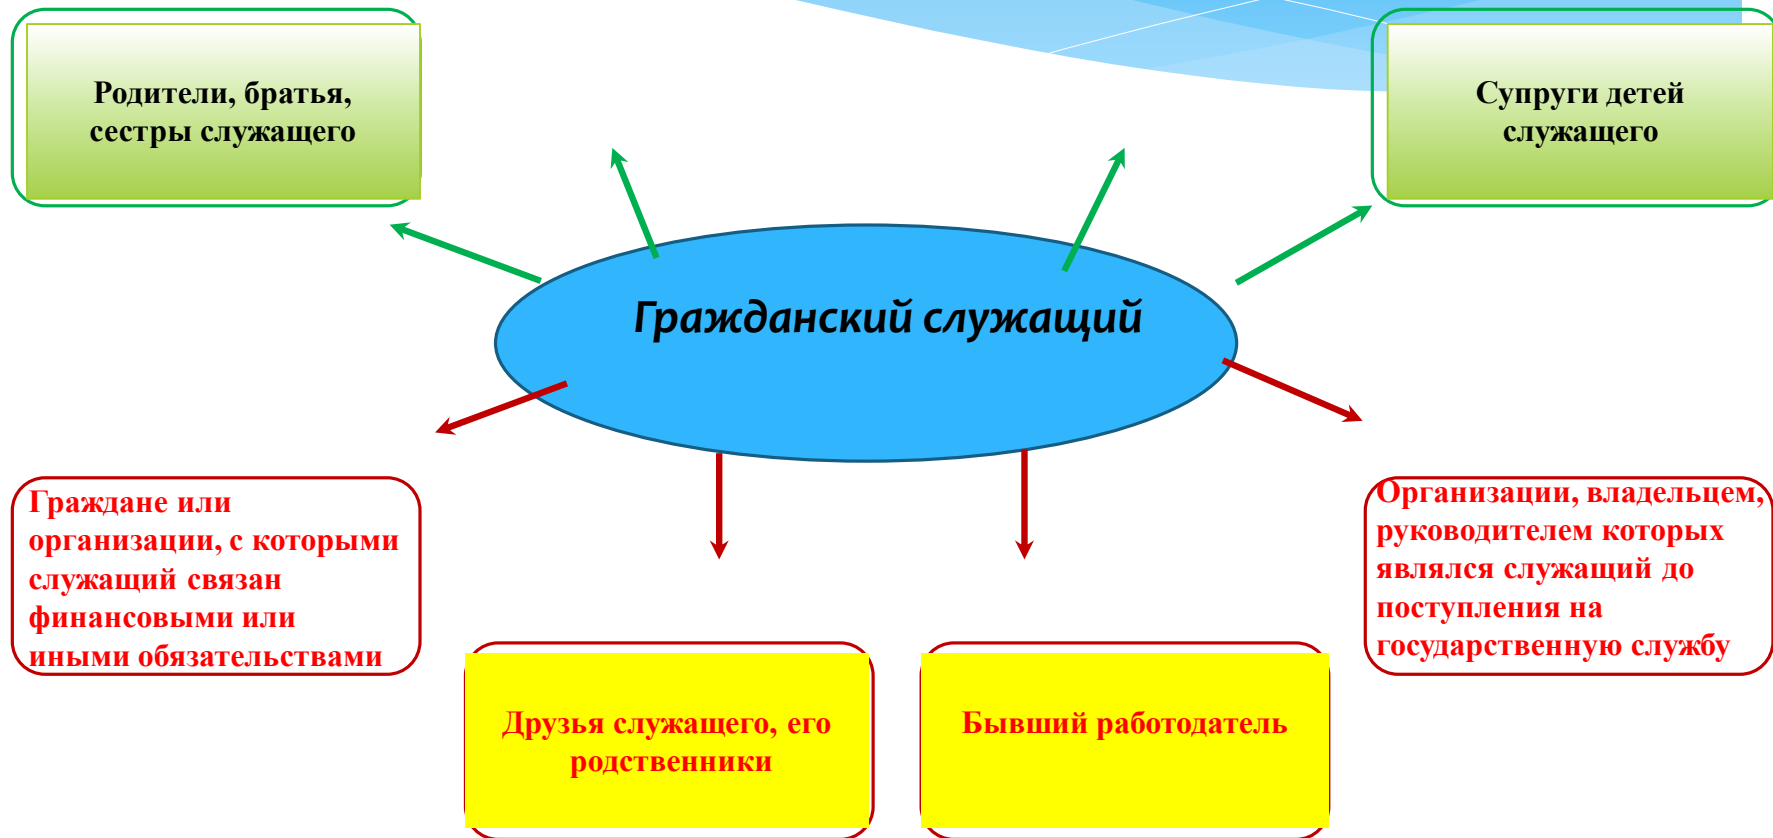 Родители, братья,
сестры служащего
Супруги детей
служащего
Гражданский служащий
Граждане или
организации, с которыми
служащий связан
финансовыми или
иными обязательствами
Организации, владельцем,
руководителем которых
являлся служащий до
поступления на
государственную службу
Друзья служащего, его
родственники
Бывший работодатель